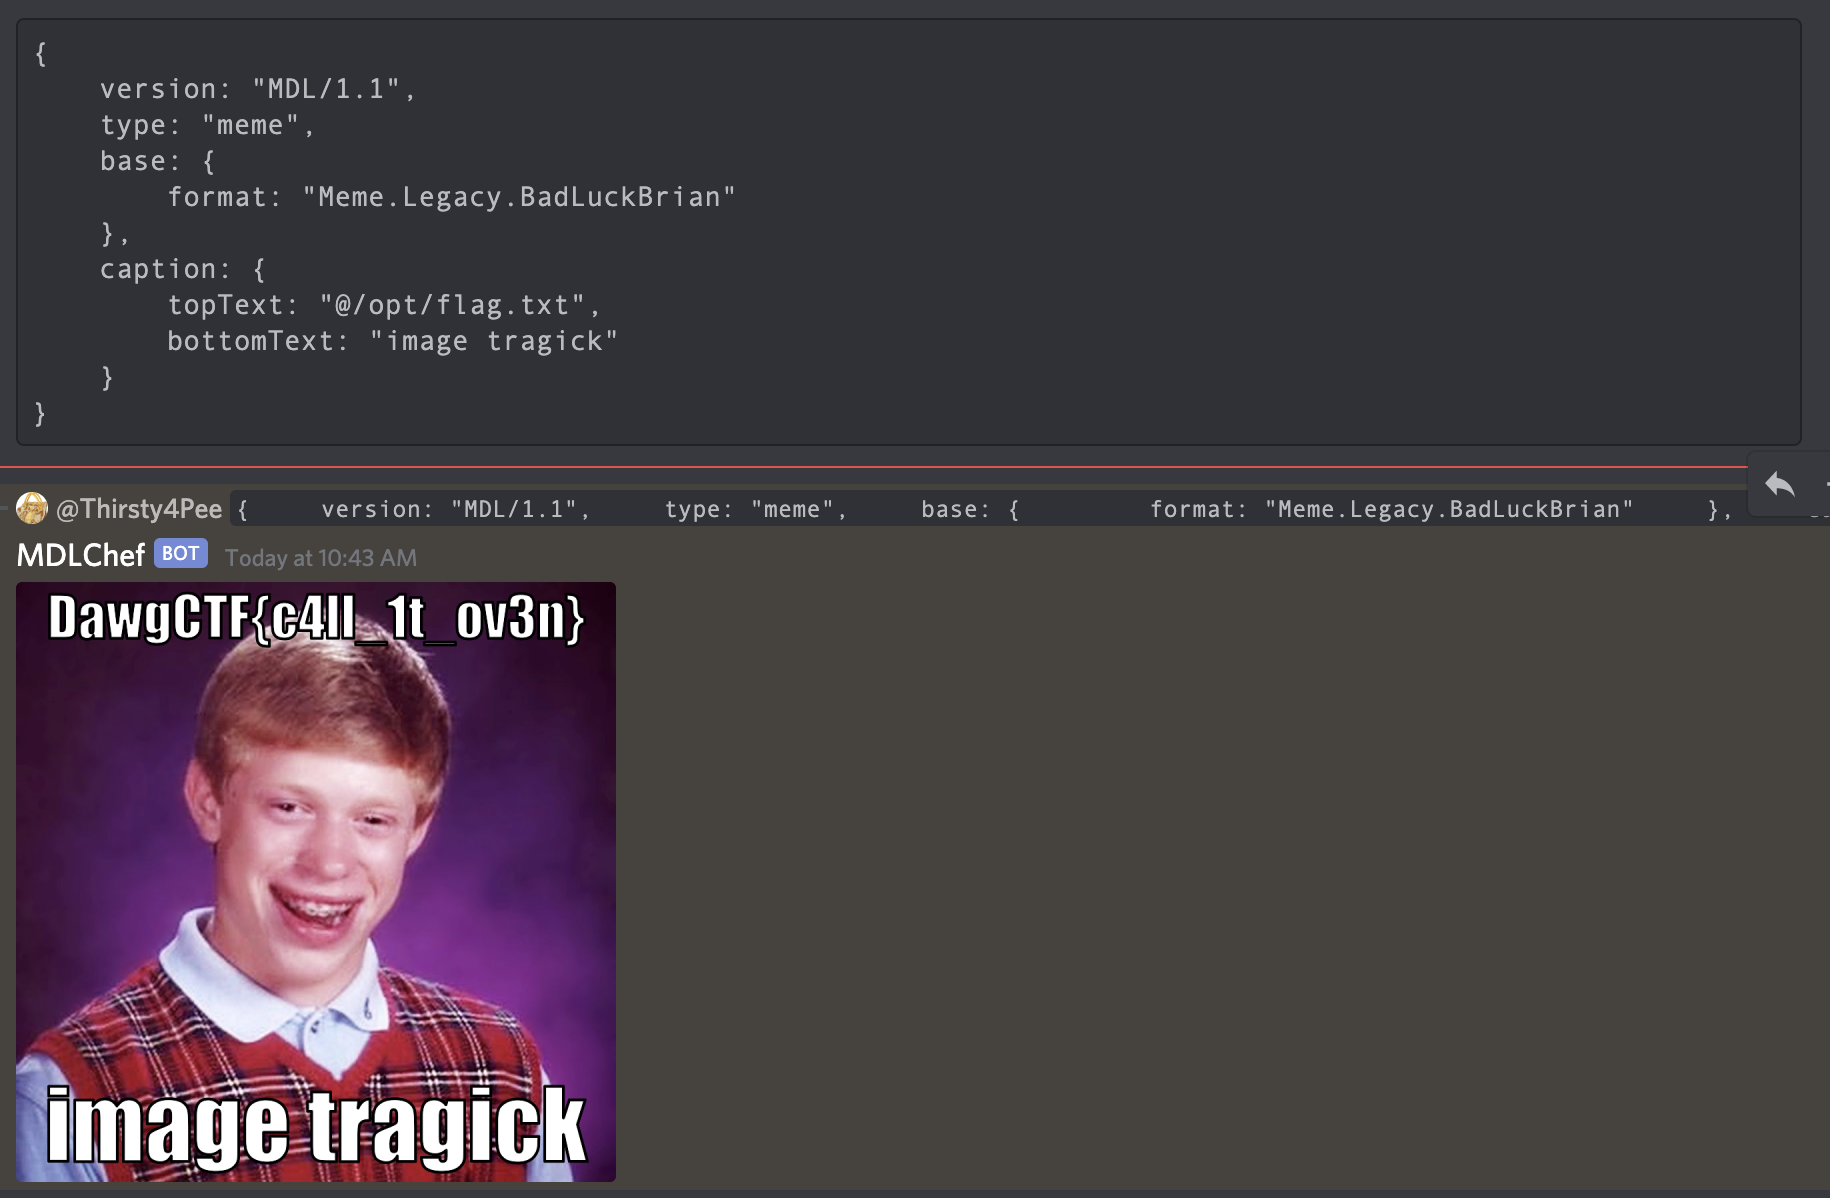 {
    version: "MDL/1.1",
    type: "meme",
    base: {
        format: "Meme.Legacy.BadLuckBrian"
    },
    caption: {
        topText: "@/opt/flag.txt",
        bottomText: "image tragick"
    }
}
@Thirsty4Pee { version: "MDL/1.1", type: "meme", base: { format: "Meme.Legacy.BadLuckBrian" },
MDLChef BOT Today at 10:43 AM
DawgCTF{c4ll_1t_ov3n}
image tragick